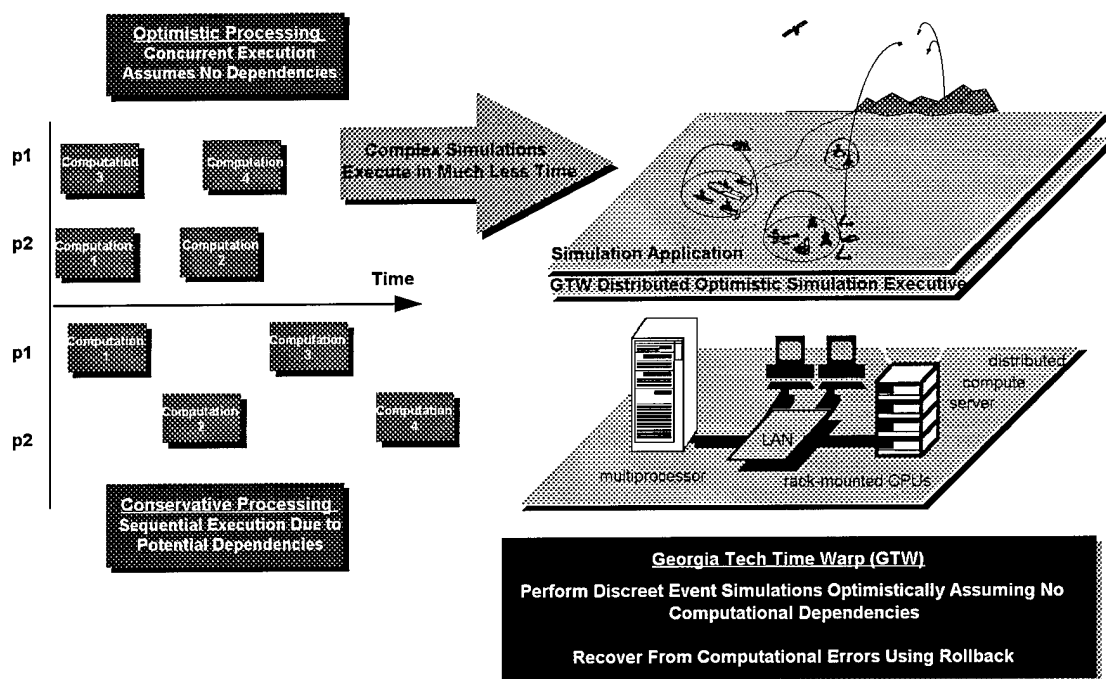 Optimistic Processing
Concurrent Execution
Assumes No Dependencies
p1
Computation
3
Computation
4
p2
Computation
Computation
2
Time
p1
Computation
1
Computation
3
p2
Computation
Computation
4
Conservative Processing
Sequential Execution Due to
Potential Dependencies
Complex Simulations
Execute in Much Less Time
Simulation Application
GTW Distributed Optimistic Simulation Executive
distributed
compute
server
LAN
multiprocessor
rack-mounted CPUs
Georgia Tech Time Warp (GTW)
Perform Discreet Event Simulations Optimistically Assuming No
Computational Dependencies
Recover From Computational Errors Using Rollback